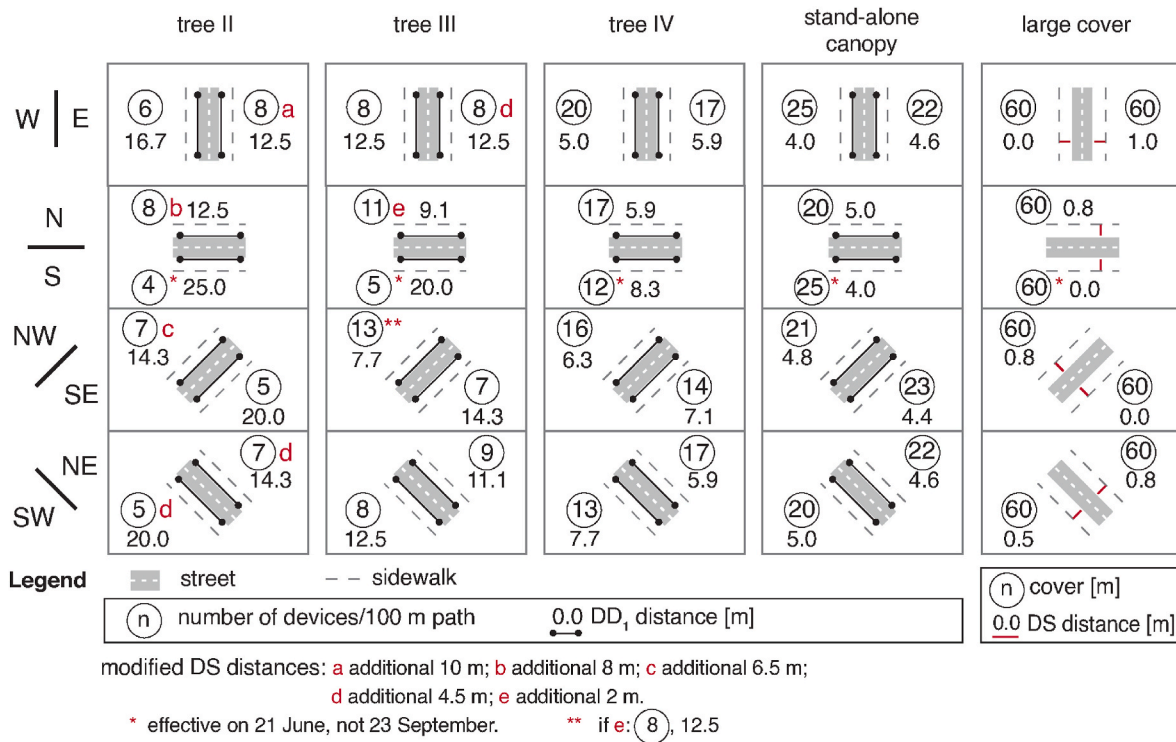 tree II tree III tree IV stand-alone canopy large cover
W E
6 8 a 8 8 d 20 17 25 22 60 60
16.7 12.5 12.5 12.5 5.0 5.9 4.0 4.6 0.0 1.0
N
8 b 12.5 11 e 9.1 17 5.9 20 5.0 60 0.8
S
4 * 25.0 5 * 20.0 12 * 8.3 25 * 4.0 60 * 0.0
NW
7 c 13 ** 16 21 60
14.3 7.7 6.3 4.8 0.8
SE
5 7 14 23 60
20.0 14.3 7.1 4.4 0.0
NE
7 d 9 17 22 60
14.3 11.1 5.9 4.6 0.8
SW
5 d 8 13 20 60
20.0 12.5 7.7 5.0 0.5
Legend street sidewalk
n number of devices/100 m path 0.0 DD1 distance [m]
n cover [m]
0.0 DS distance [m]
modified DS distances: a additional 10 m; b additional 8 m; c additional 6.5 m;
d additional 4.5 m; e additional 2 m.
* effective on 21 June, not 23 September. ** if e: 8, 12.5